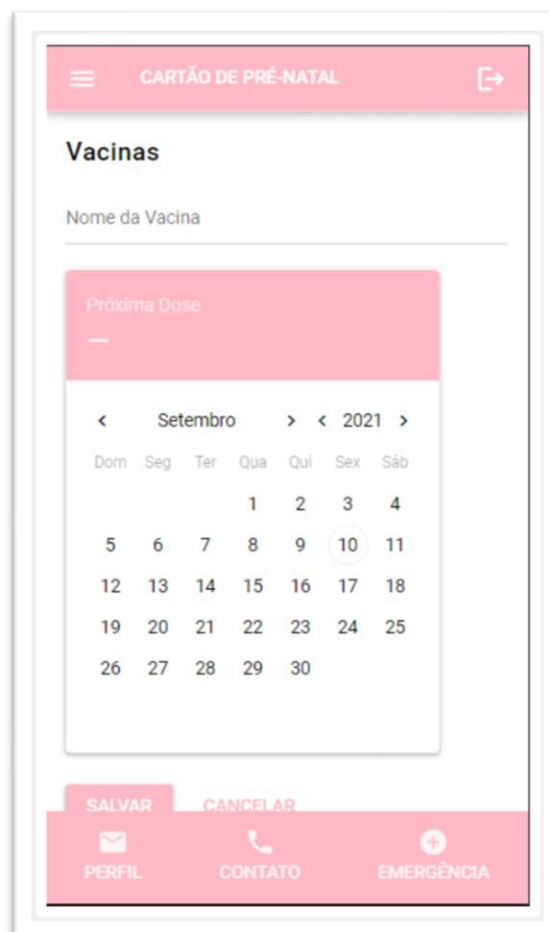 CARTÃO DE PRÉ-NATAL
Vacinas
Nome da Vacina
Próxima Dose
—
< Setembro > < 2021 >
Dom Seg Ter Qua Qui Sex Sáb
1 2 3 4
5 6 7 8 9 10 11
12 13 14 15 16 17 18
19 20 21 22 23 24 25
26 27 28 29 30
SALVAR CANCELAR
PERFIL CONTATO EMERGÊNCIA